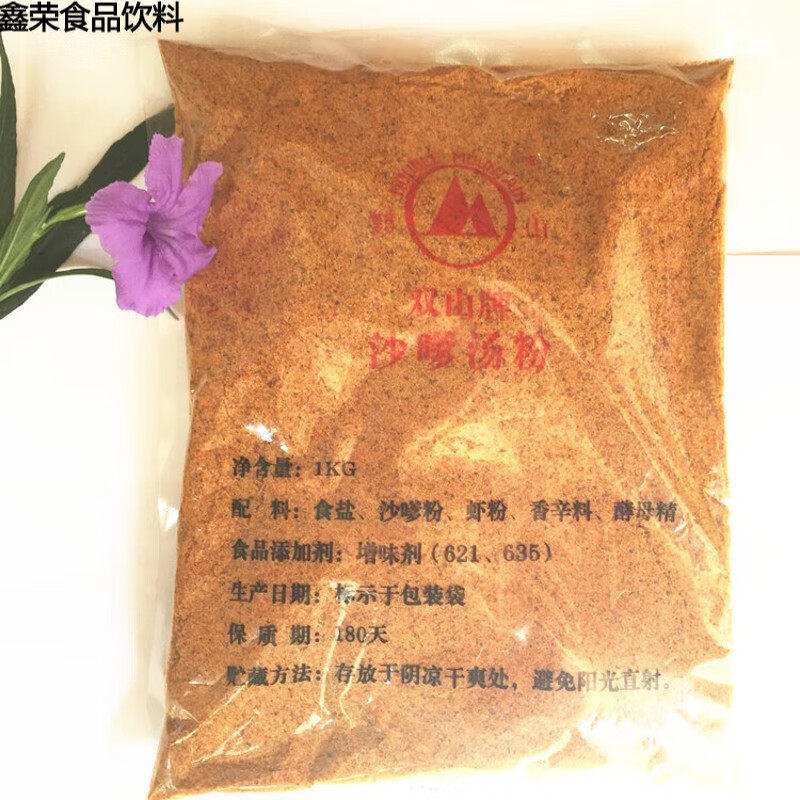 鑫荣食品饮料
DOUBLE MOUNTAIN
双 山
双山牌
沙嗲汤粉
净含量：1KG
配 料：食盐、沙嗲粉、虾粉、香辛料、酵母精
食品添加剂：增味剂（621、635）
生产日期：标示于包装袋
保 质 期：180天
贮藏方法：存放于阴凉干爽处，避免阳光直射。